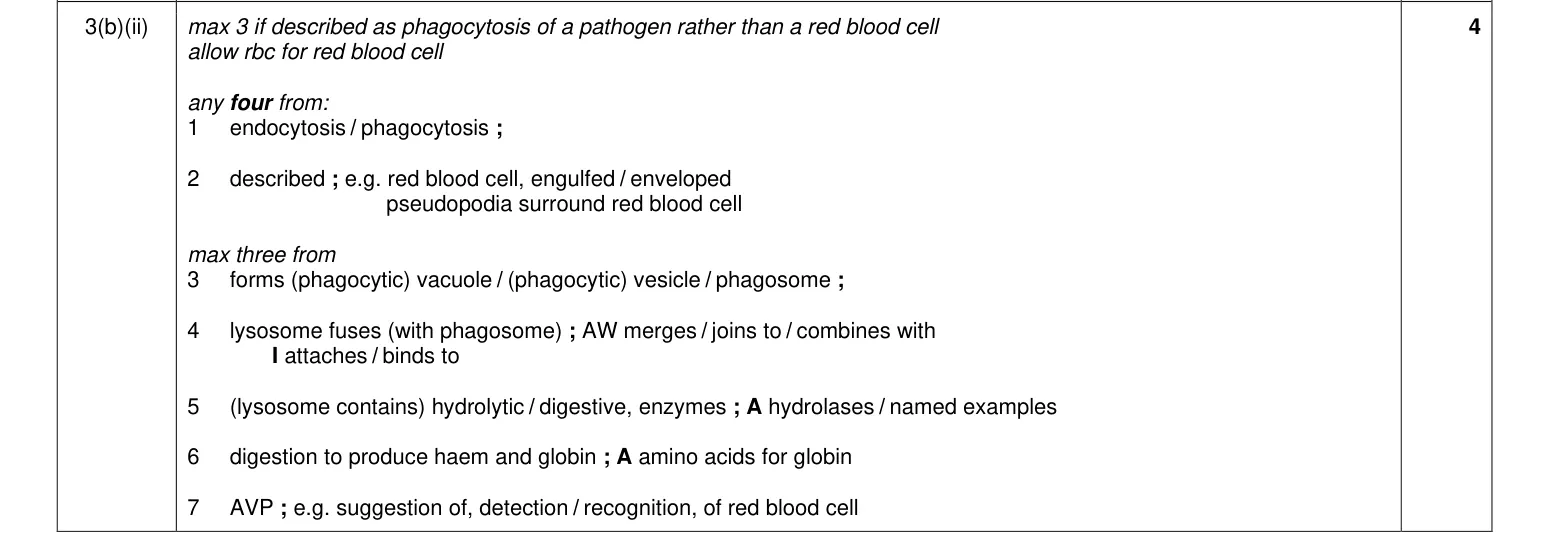 3(b)(ii) max 3 if described as phagocytosis of a pathogen rather than a red blood cell 4
allow rbc for red blood cell
any four from:
1 endocytosis / phagocytosis ;
2 described ; e.g. red blood cell, engulfed / enveloped
pseudopodia surround red blood cell
max three from
3 forms (phagocytic) vacuole / (phagocytic) vesicle / phagosome ;
4 lysosome fuses (with phagosome) ; AW merges / joins to / combines with
I attaches / binds to
5 (lysosome contains) hydrolytic / digestive, enzymes ; A hydrolases / named examples
6 digestion to produce haem and globin ; A amino acids for globin
7 AVP ; e.g. suggestion of, detection / recognition, of red blood cell